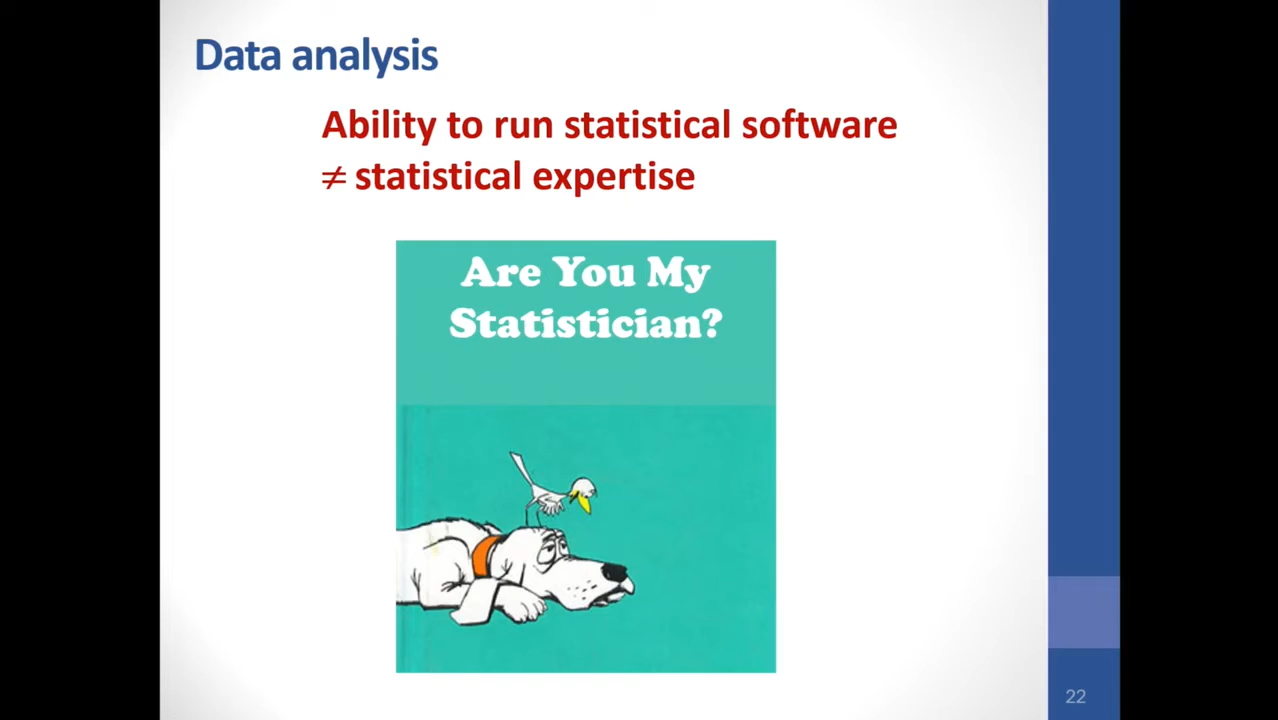 Data analysis
Ability to run statistical software
≠ statistical expertise
Are You My
Statistician?
22